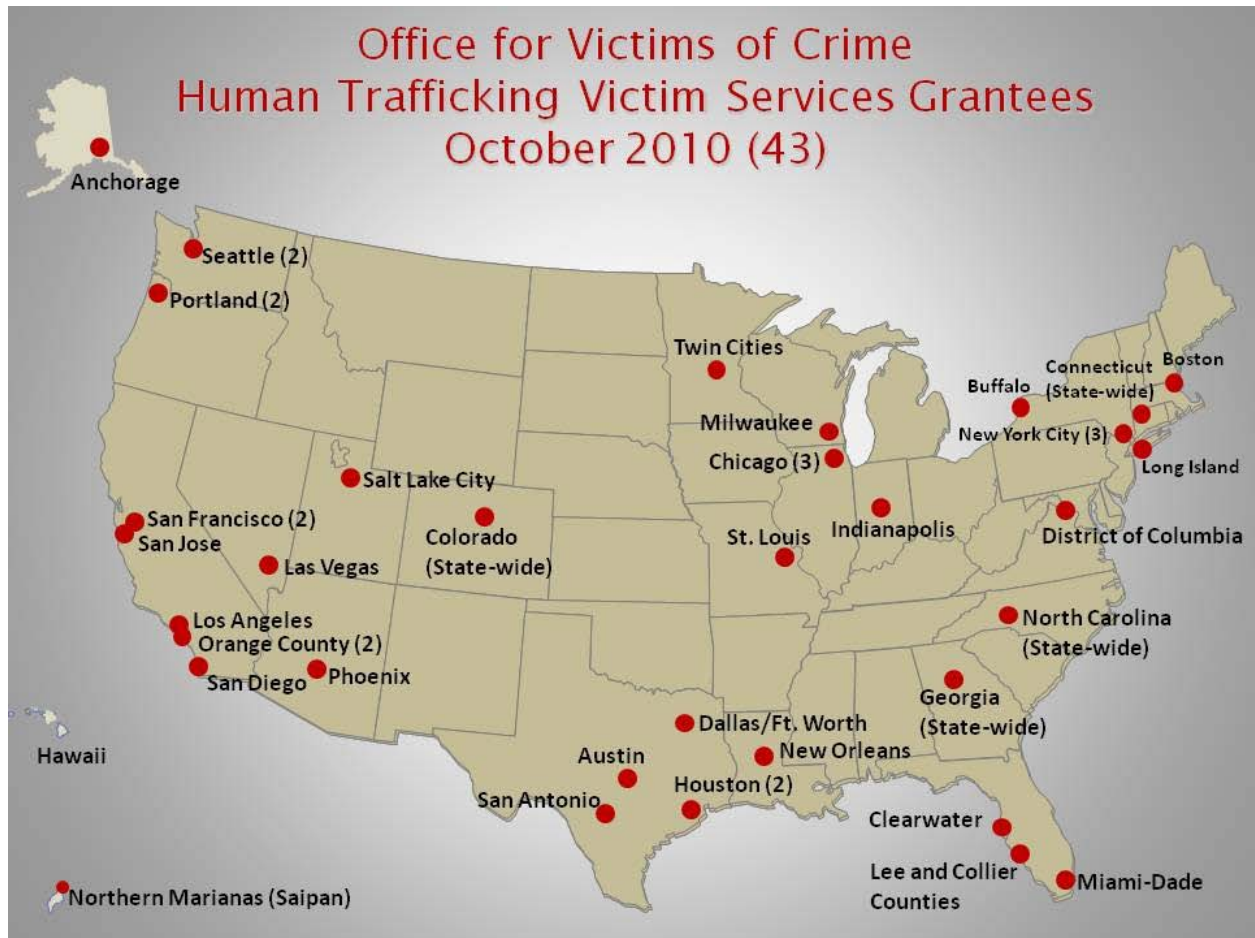 Office for Victims of Crime
Human Trafficking Victim Services Grantees
October 2010 (43)
Anchorage
Seattle (2)
Portland (2)
Twin Cities
Milwaukee
Chicago (3)
Buffalo
Connecticut
(State-wide)
Boston
New York City (3)
Long Island
Salt Lake City
San Francisco (2)
San Jose
Las Vegas
Colorado
(State-wide)
St. Louis
Indianapolis
District of Columbia
Los Angeles
Orange County (2)
San Diego
Phoenix
North Carolina
(State-wide)
Georgia
(State-wide)
Hawaii
Dallas/Ft. Worth
New Orleans
Austin
Houston (2)
San Antonio
Clearwater
Lee and Collier
Counties
Miami-Dade
Northern Marianas (Saipan)